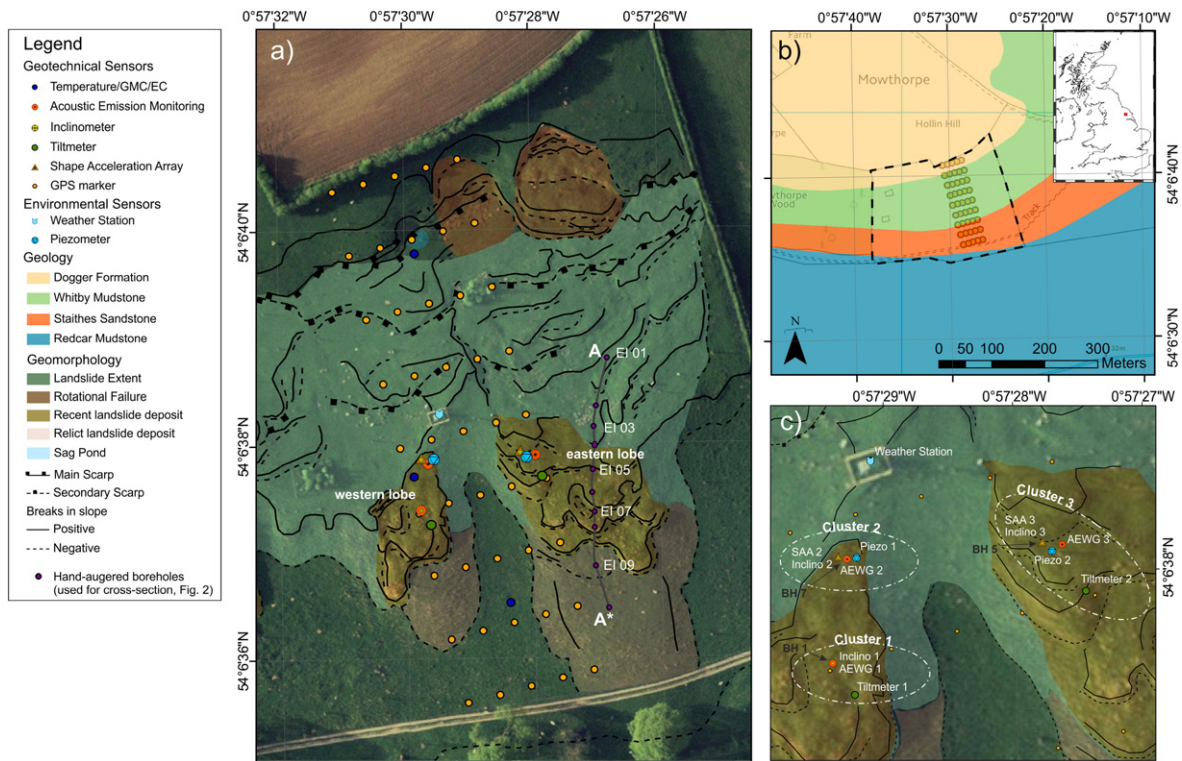 Legend
Geotechnical Sensors
Temperature/GMC/EC
Acoustic Emission Monitoring
Inclinometer
Tiltmeter
Shape Acceleration Array
GPS marker
Environmental Sensors
Weather Station
Piezometer
Geology
Dogger Formation
Whitby Mudstone
Staithes Sandstone
Redcar Mudstone
Geomorphology
Landslide Extent
Rotational Failure
Recent landslide deposit
Relict landslide deposit
Sag Pond
Main Scarp
Secondary Scarp
Breaks in slope
Positive
Negative
Hand-augered boreholes
(used for cross-section, Fig. 2)
0°57'32"W 0°57'30"W 0°57'28"W 0°57'26"W
a)
54°6'40"N
54°6'38"N
54°6'36"N
A
EI 01
EI 03
eastern lobe
EI 05
western lobe
EI 07
EI 09
A*
0°57'40"W 0°57'30"W 0°57'20"W 0°57'10"W
b)
Farm
Mowthorpe
Hollin Hill
rpe
wthorpe
Wood
Track
54°6'40"N
54°6'30"N
N
0 50 100 200 300
Meters
0°57'29"W 0°57'28"W 0°57'27"W
c)
Weather Station
Cluster 3
SAA 3
Inclino 3
AEWG 3
BH 5
Piezo 2
Tiltmeter 2
Cluster 2
Piezo 1
SAA 2
Inclino 2
AEWG 2
BH 7
Cluster 1
BH 1
Inclino 1
AEWG 1
Tiltmeter 1
54°6'38"N